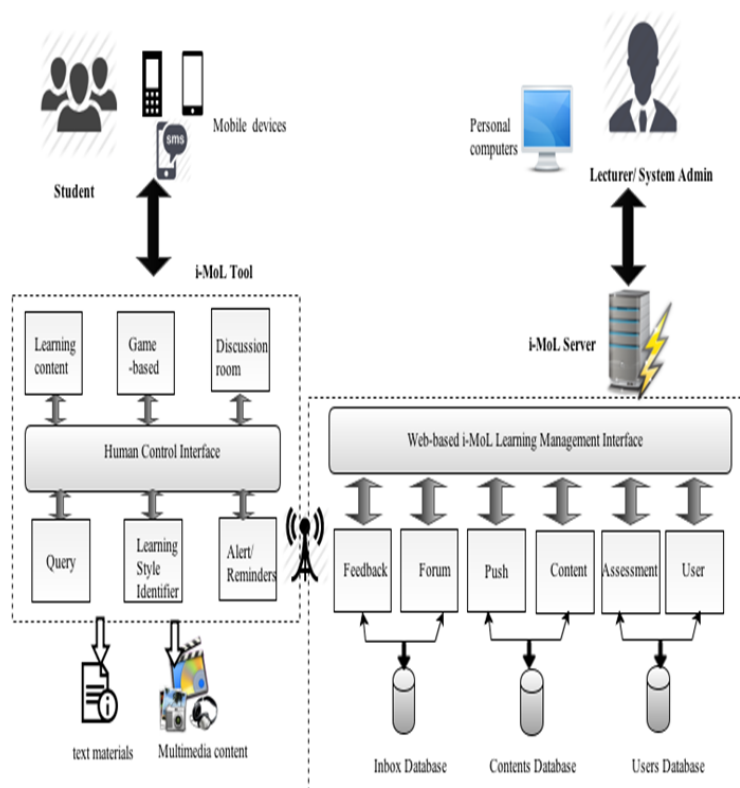 sms
Mobile devices
Student
Personal
computers
Lecturer/ System Admin
i-MoL Tool
i-MoL Server
Learning
content
Game
-based
Discussion
room
Human Control Interface
Query
Learning
Style
Identifier
Alert/
Reminders
text materials
Multimedia content
Web-based i-MoL Learning Management Interface
Feedback
Forum
Push
Content
Assessment
User
Inbox Database
Contents Database
Users Database